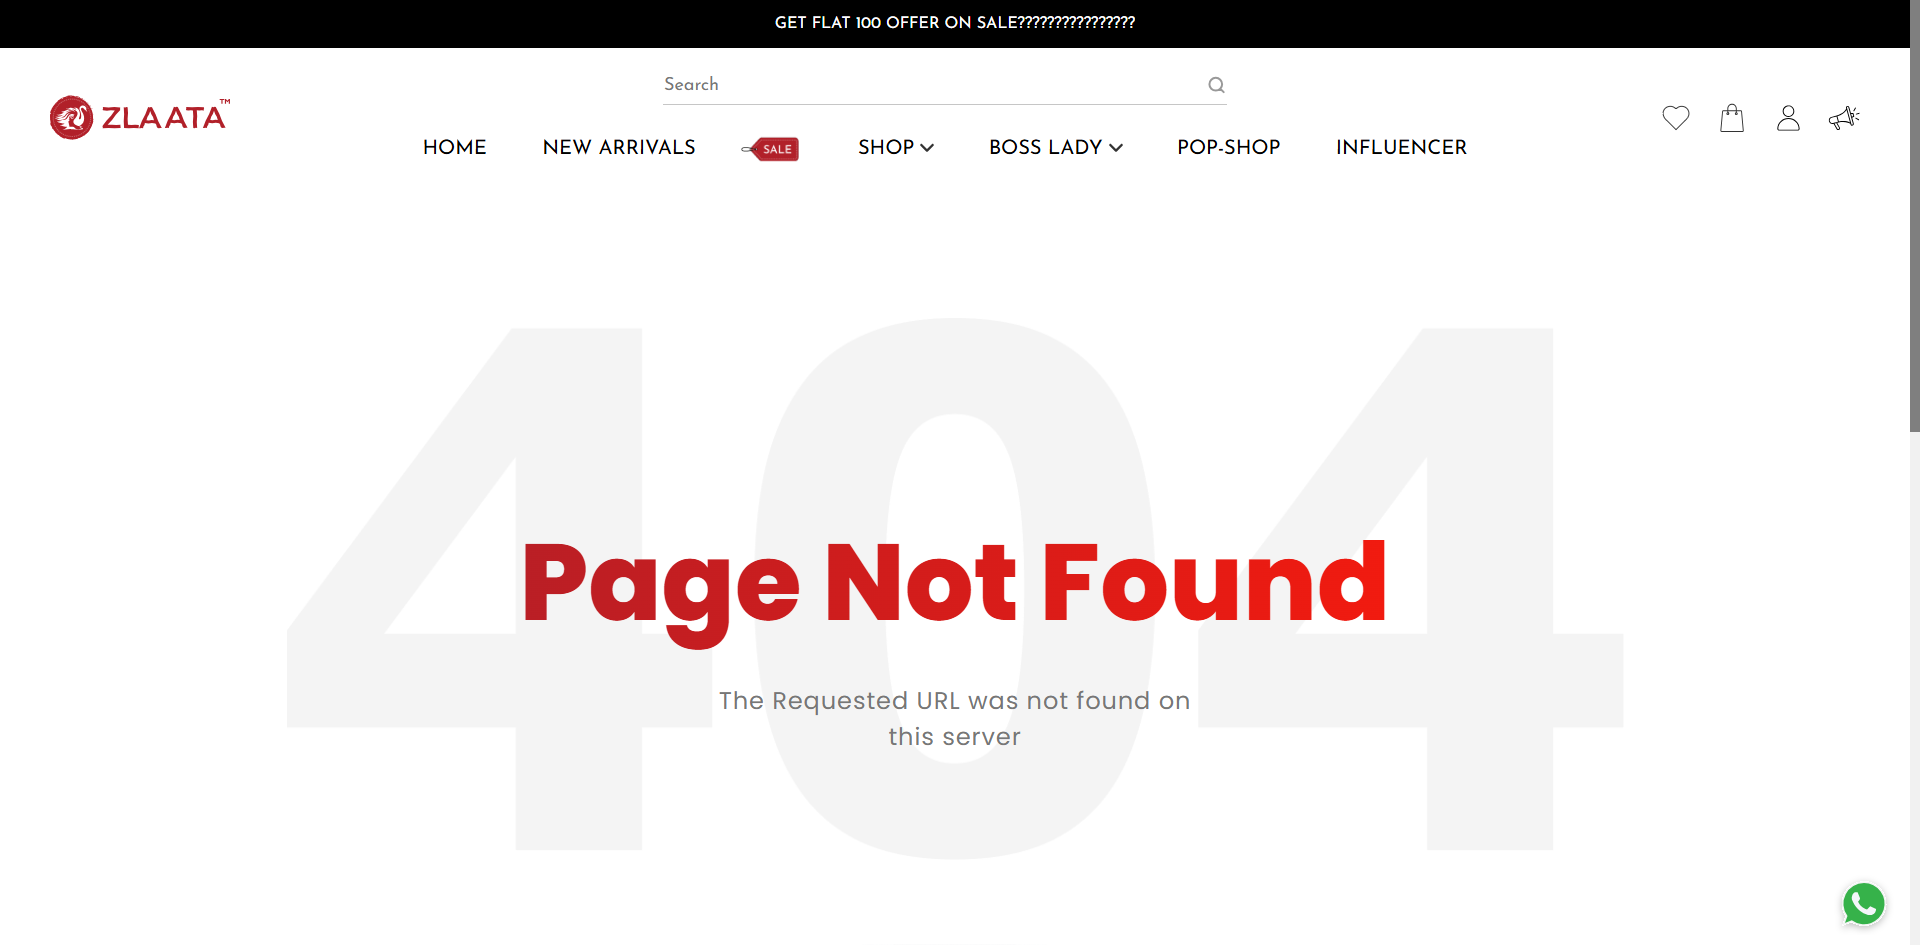 GET FLAT 100 OFFER ON SALE????????????????
Search
ZLAATA™
HOME
NEW ARRIVALS
SALE
SHOP
BOSS LADY
POP-SHOP
INFLUENCER
404
Page Not Found
The Requested URL was not found on
this server